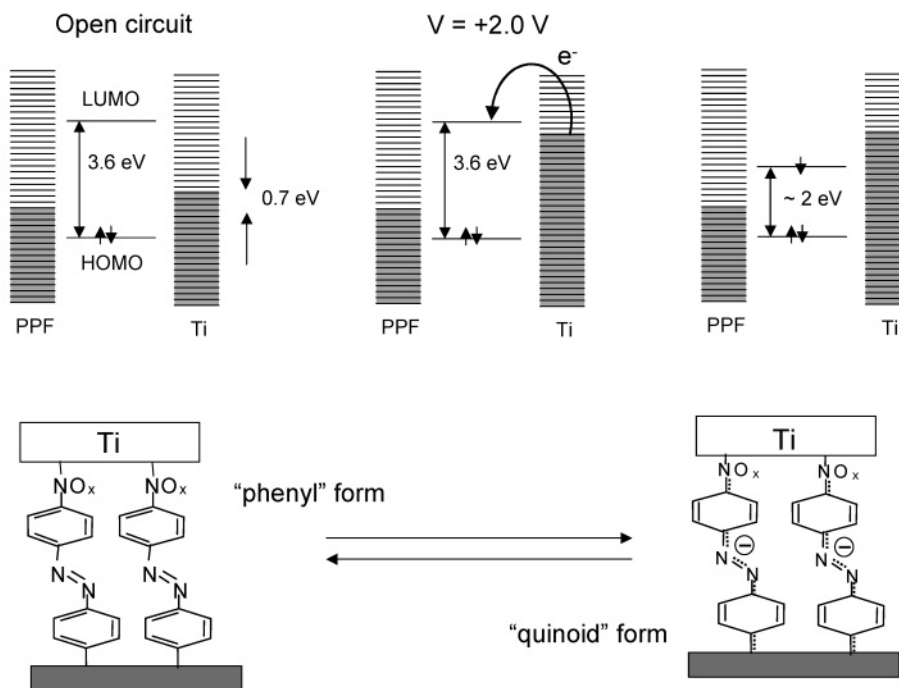 Open circuit
V = +2.0 V
e-
LUMO
3.6 eV
0.7 eV
HOMO
PPF
Ti
3.6 eV
PPF
Ti
~ 2 eV
PPF
Ti
Ti
NOx NOx
N N
N N
"phenyl" form
"quinoid" form
Ti
NOx NOx
N − N −
N N